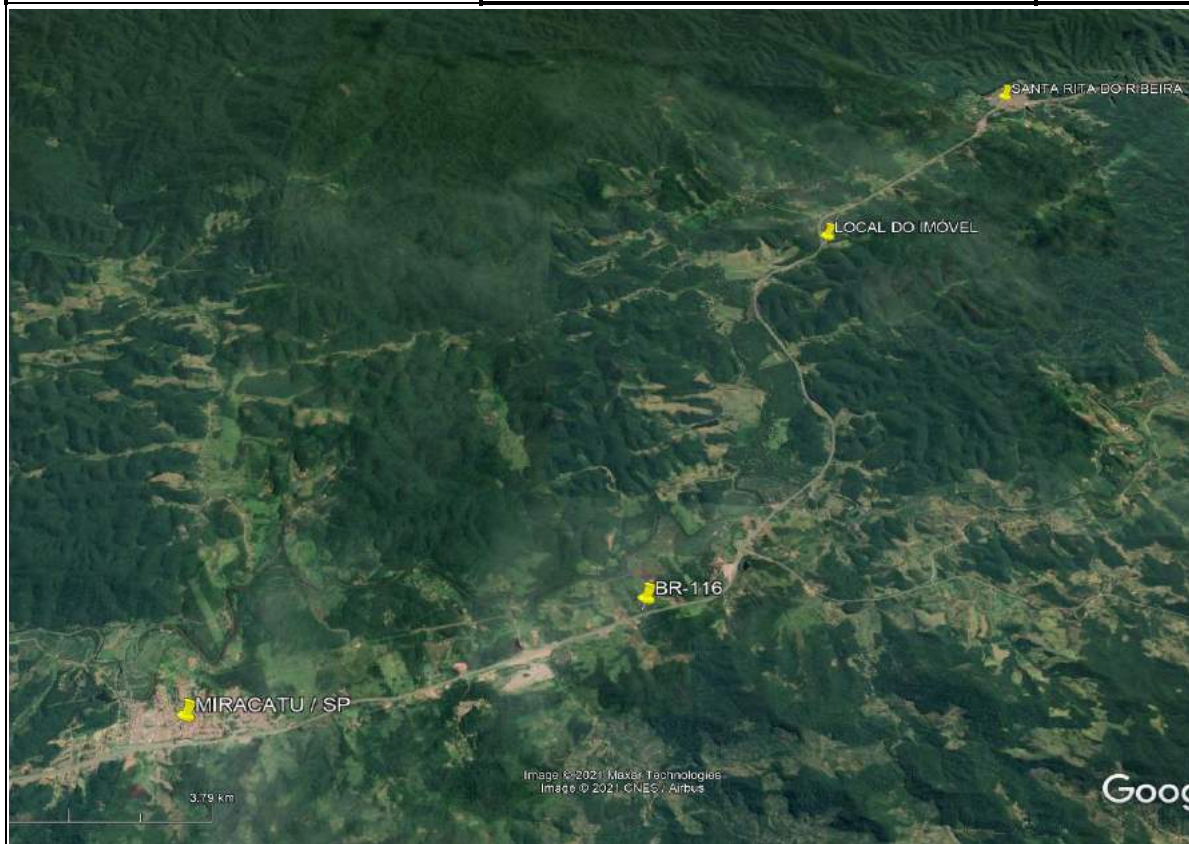 SANTA RITA DO RIBEIRA
LOCAL DO IMÓVEL
BR-116
MIRACATU / SP
Image © 2021 Maxar Technologies
Image © 2021 CNES / Airbus
3.79 km
Goog